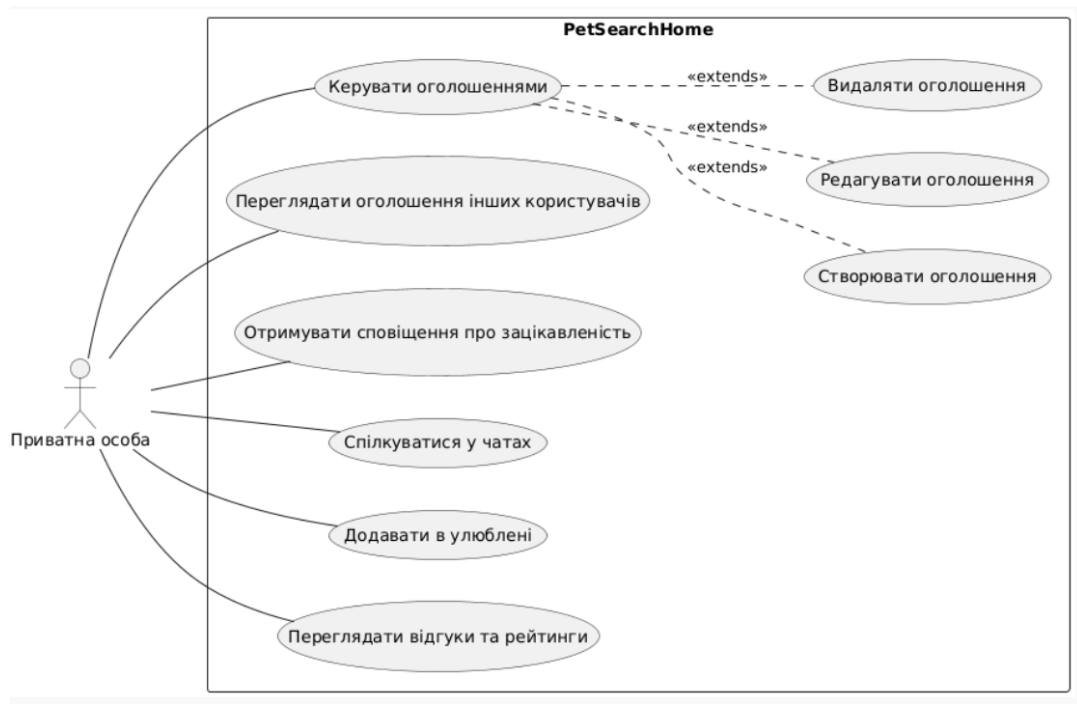 PetSearchHome
Керувати оголошеннями
«extends»
Видаляти оголошення
«extends»
Редагувати оголошення
«extends»
Створювати оголошення
Переглядати оголошення інших користувачів
Отримувати сповіщення про зацікавленість
Приватна особа
Спілкуватися у чатах
Додавати в улюблені
Переглядати відгуки та рейтинги